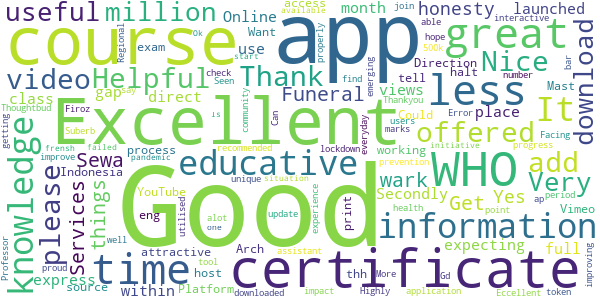 useful million Online access available join
month able interactive
honesty launched
course app great
Want hope 500k
use exam Regional Ok start properly
video Helpful Thank Nice download
Direction halt bar
check Seen find emerging
class gap direct Funeral tell number
Thoughtbud Firoz say views It Mast
less place
Excellent
community Could Error Facing
getting Suberb Can users Thankyou
knowledge please Sewa educative offered add
marks everyday
frensh failed is lockdown working prevention initiative
improve recommended process WHO Very
Indonesia pandemic unique situation wark progress
Services things YouTube Good Secondly Get Yes ap period
utilised print health point Vimeo
eng alot update experience information
Professor time one tool
attractive Arch assistant expecting full
proud well host thh More Gd improving
express source within Platform certificate
downloaded impact Highly application Eccellent token